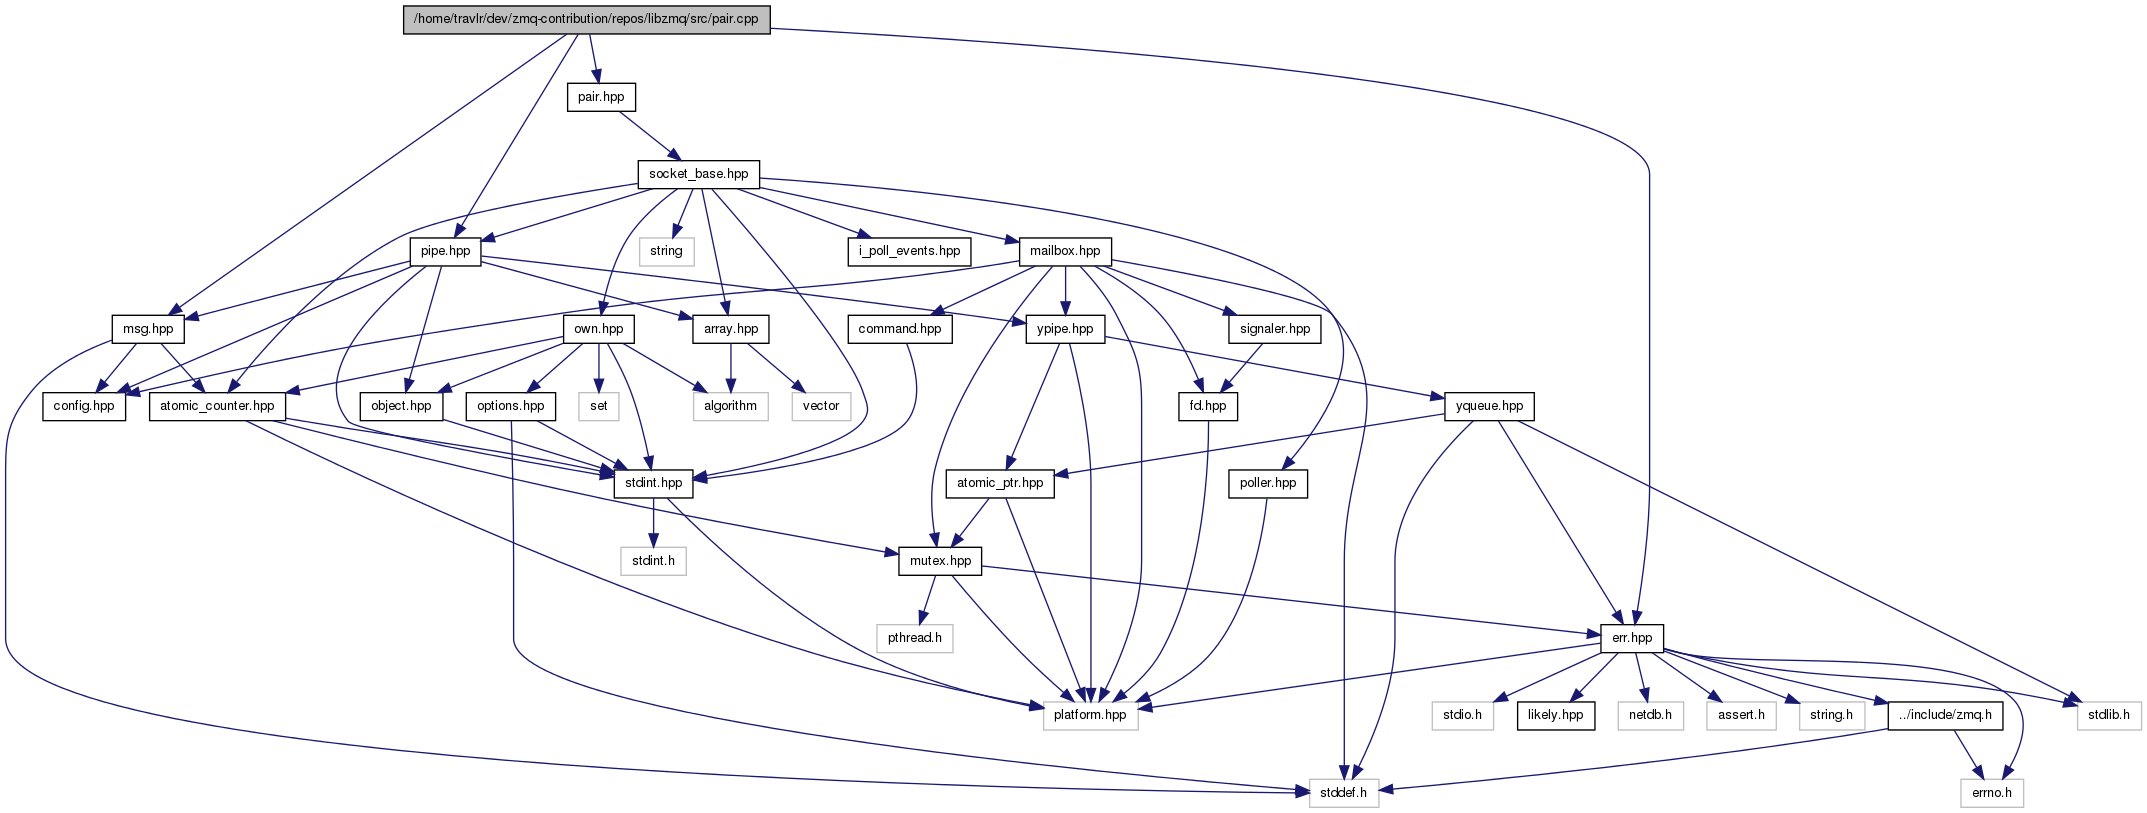 /home/travlr/dev/zmq-contribution/repos/libzmq/src/pair.cpp
pair.hpp
socket_base.hpp
pipe.hpp
string
i_poll_events.hpp
mailbox.hpp
msg.hpp
own.hpp
array.hpp
command.hpp
ypipe.hpp
signaler.hpp
config.hpp
atomic_counter.hpp
object.hpp
options.hpp
set
algorithm
vector
fd.hpp
yqueue.hpp
stdint.hpp
atomic_ptr.hpp
poller.hpp
stdint.h
mutex.hpp
pthread.h
err.hpp
platform.hpp
stdio.h
likely.hpp
netdb.h
assert.h
string.h
../include/zmq.h
stdlib.h
stddef.h
errno.h